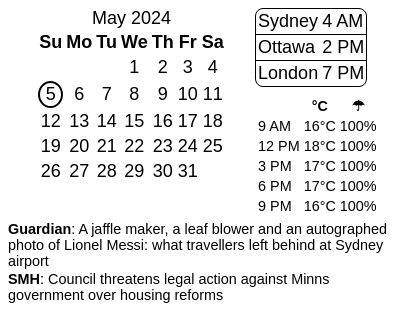 May 2024
Su Mo Tu We Th Fr Sa
1 2 3 4
5 6 7 8 9 10 11
12 13 14 15 16 17 18
19 20 21 22 23 24 25
26 27 28 29 30 31
Sydney 4 AM
Ottawa 2 PM
London 7 PM
°C ☂
9 AM 16°C 100%
12 PM 18°C 100%
3 PM 17°C 100%
6 PM 17°C 100%
9 PM 16°C 100%
Guardian: A jaffle maker, a leaf blower and an autographed
photo of Lionel Messi: what travellers left behind at Sydney
airport
SMH: Council threatens legal action against Minns
government over housing reforms